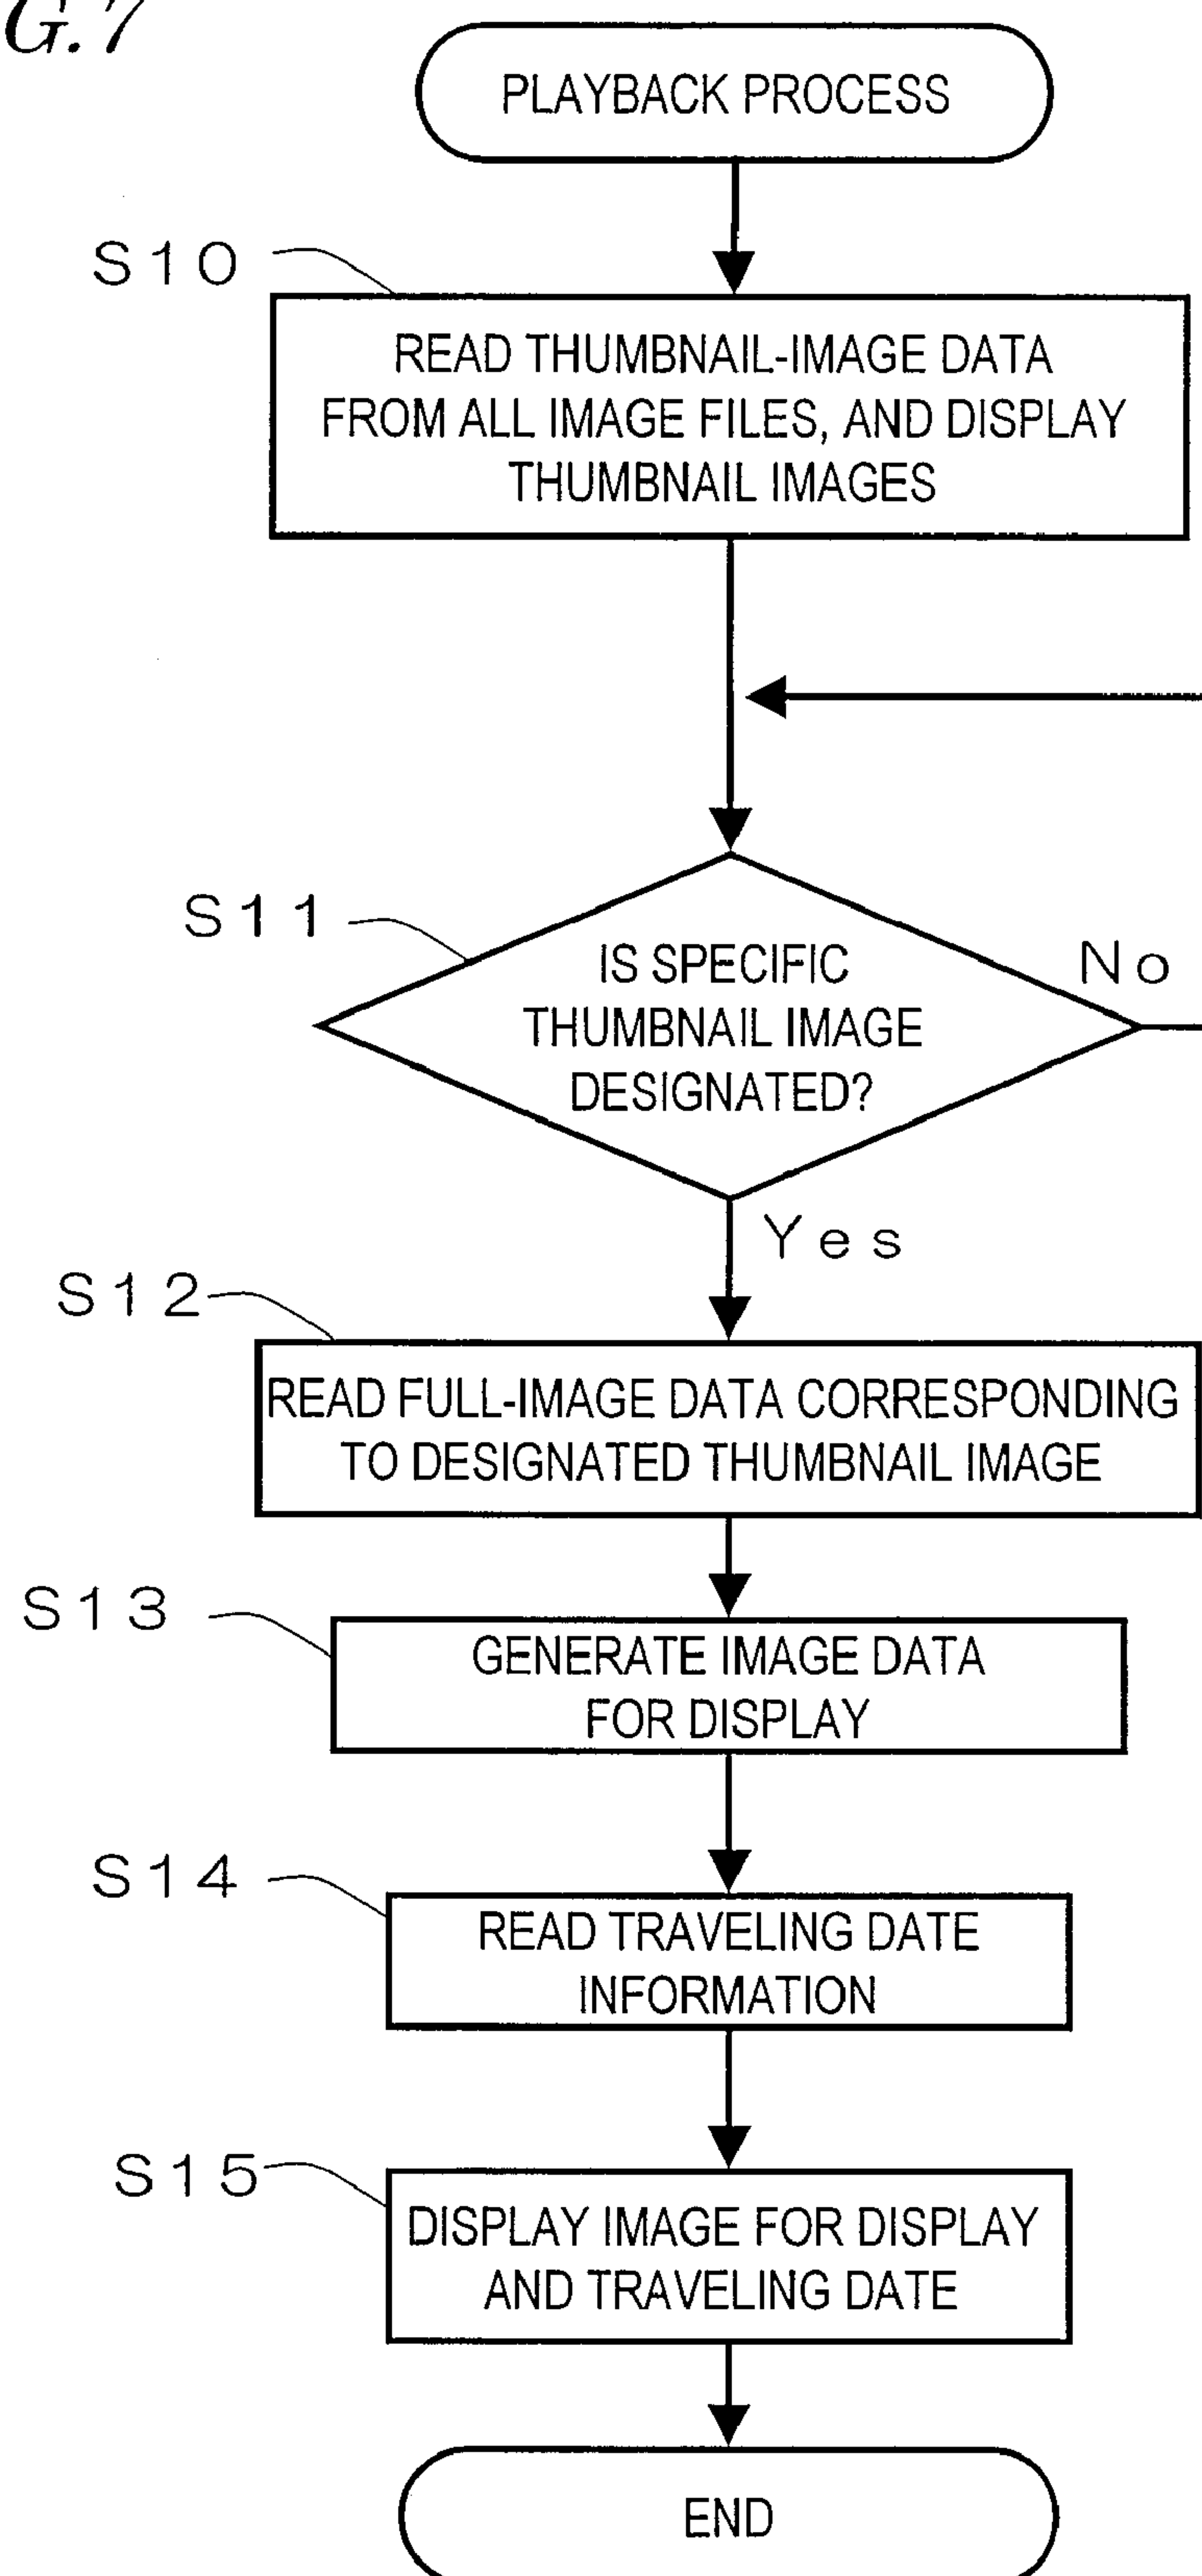 G.7
PLAYBACK PROCESS
S10
READ THUMBNAIL-IMAGE DATA
FROM ALL IMAGE FILES, AND DISPLAY
THUMBNAIL IMAGES
S11
IS SPECIFIC
THUMBNAIL IMAGE
DESIGNATED?
No
Yes
S12
READ FULL-IMAGE DATA CORRESPONDING
TO DESIGNATED THUMBNAIL IMAGE
S13
GENERATE IMAGE DATA
FOR DISPLAY
S14
READ TRAVELING DATE
INFORMATION
S15
DISPLAY IMAGE FOR DISPLAY
AND TRAVELING DATE
END